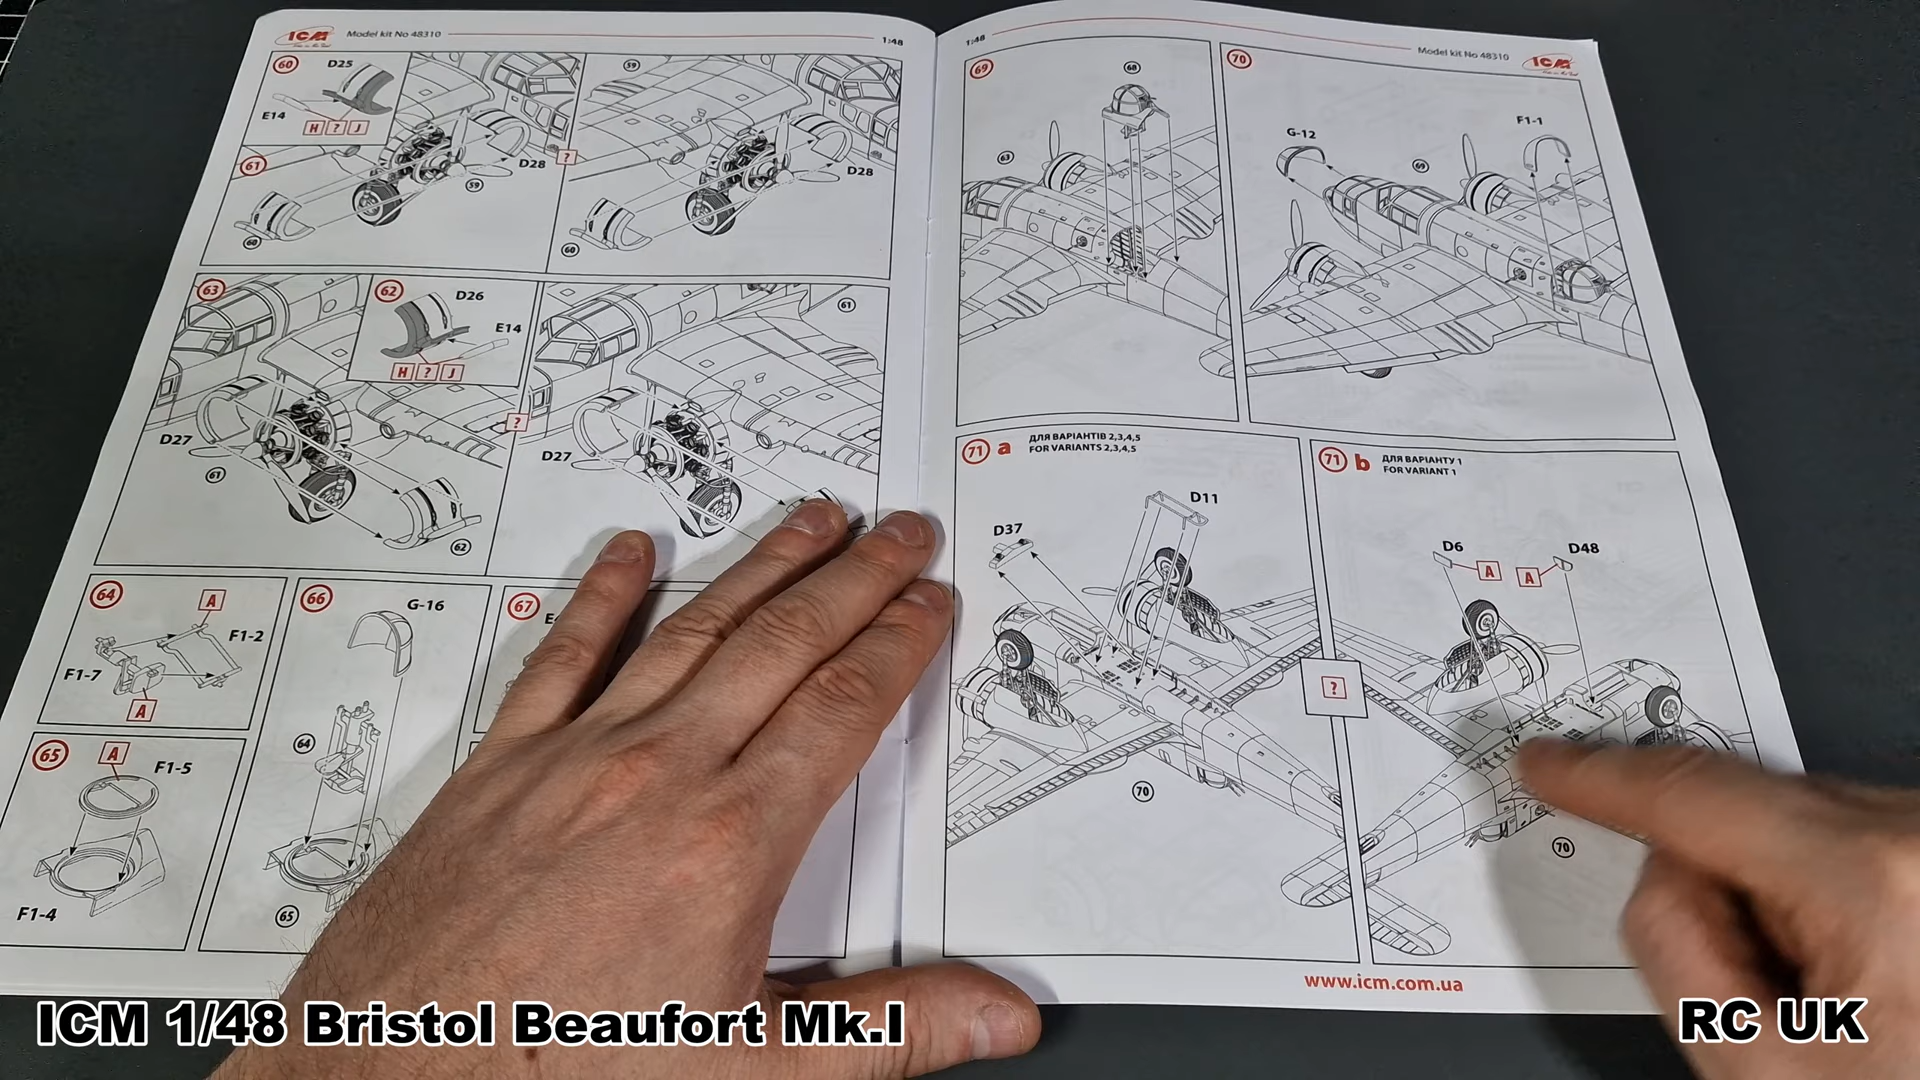 ICM
Model kit No 48310
1:48
60
D25
E14
H ? J
61
D28
59
60
?
59
D28
60
63
62
D26
E14
H ? J
D27
61
62
?
61
D27
64
A
F1-2
F1-7
A
65
A
F1-5
F1-4
66
G-16
64
65
67
1:48
Model kit No 48310
ICM
69
68
63
70
G-12
F1-1
69
71 a
ДЛЯ ВАРІАНТІВ 2,3,4,5
FOR VARIANTS 2,3,4,5
D11
D37
70
?
71 b
ДЛЯ ВАРІАНТУ 1
FOR VARIANT 1
D6
A
A
D48
70
www.icm.com.ua
ICM 1/48 Bristol Beaufort Mk.I
RC UK